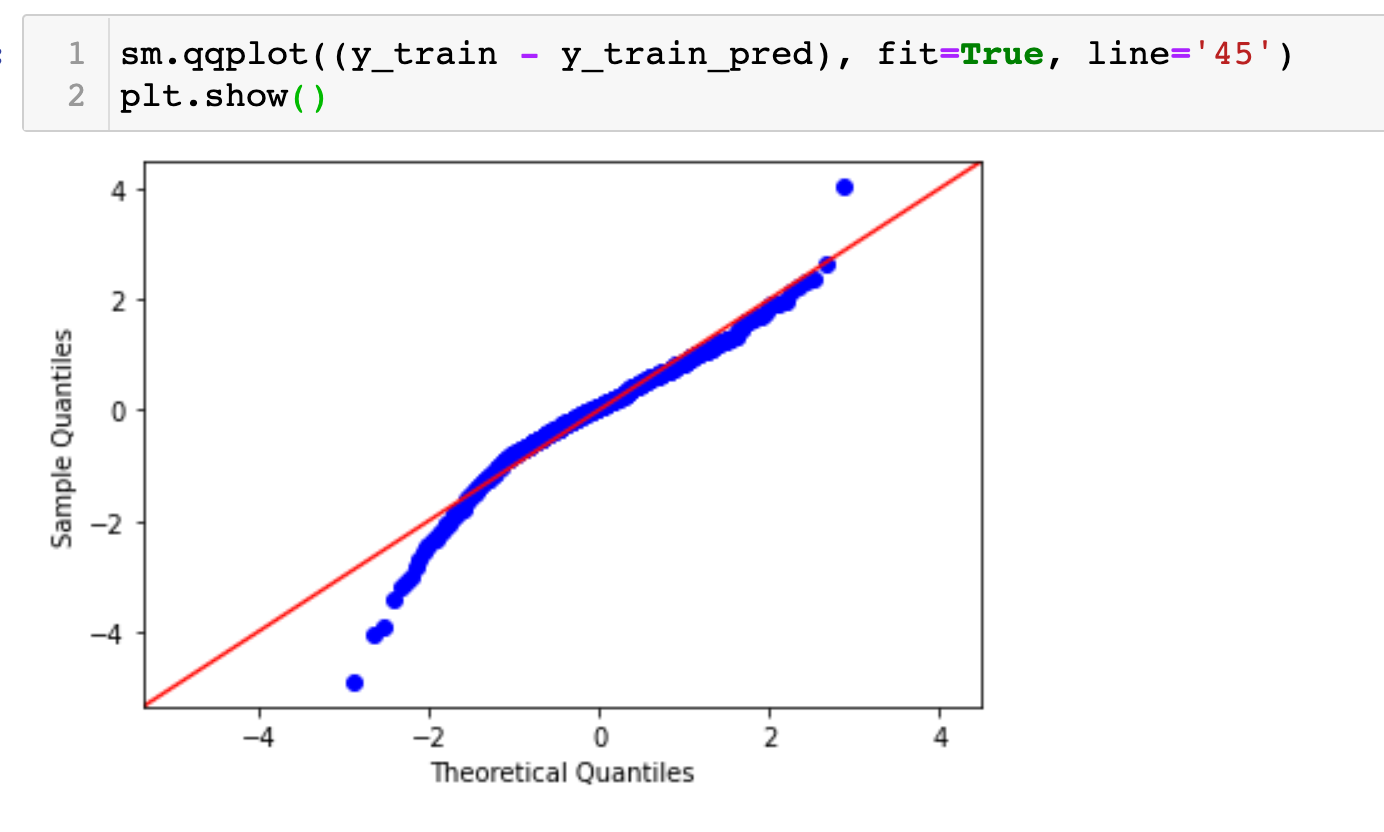 1 sm.qqplot((y_train - y_train_pred), fit=True, line='45')
2 plt.show()
4
2
0
−2
−4
Sample Quantiles
−4 −2 0 2 4
Theoretical Quantiles